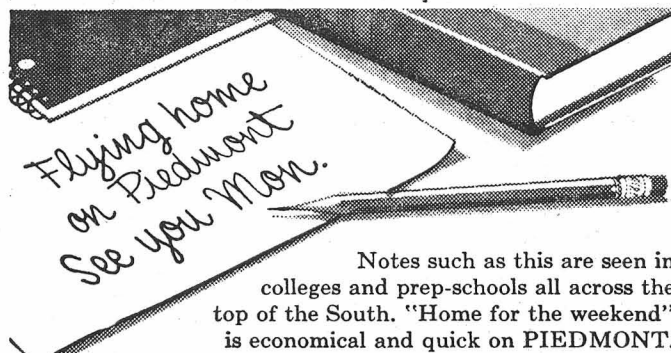 Flying home
on Piedmont
See you Mon.
Notes such as this are seen in
colleges and prep-schools all across the
top of the South. "Home for the weekend"
is economical and quick on PIEDMONT.